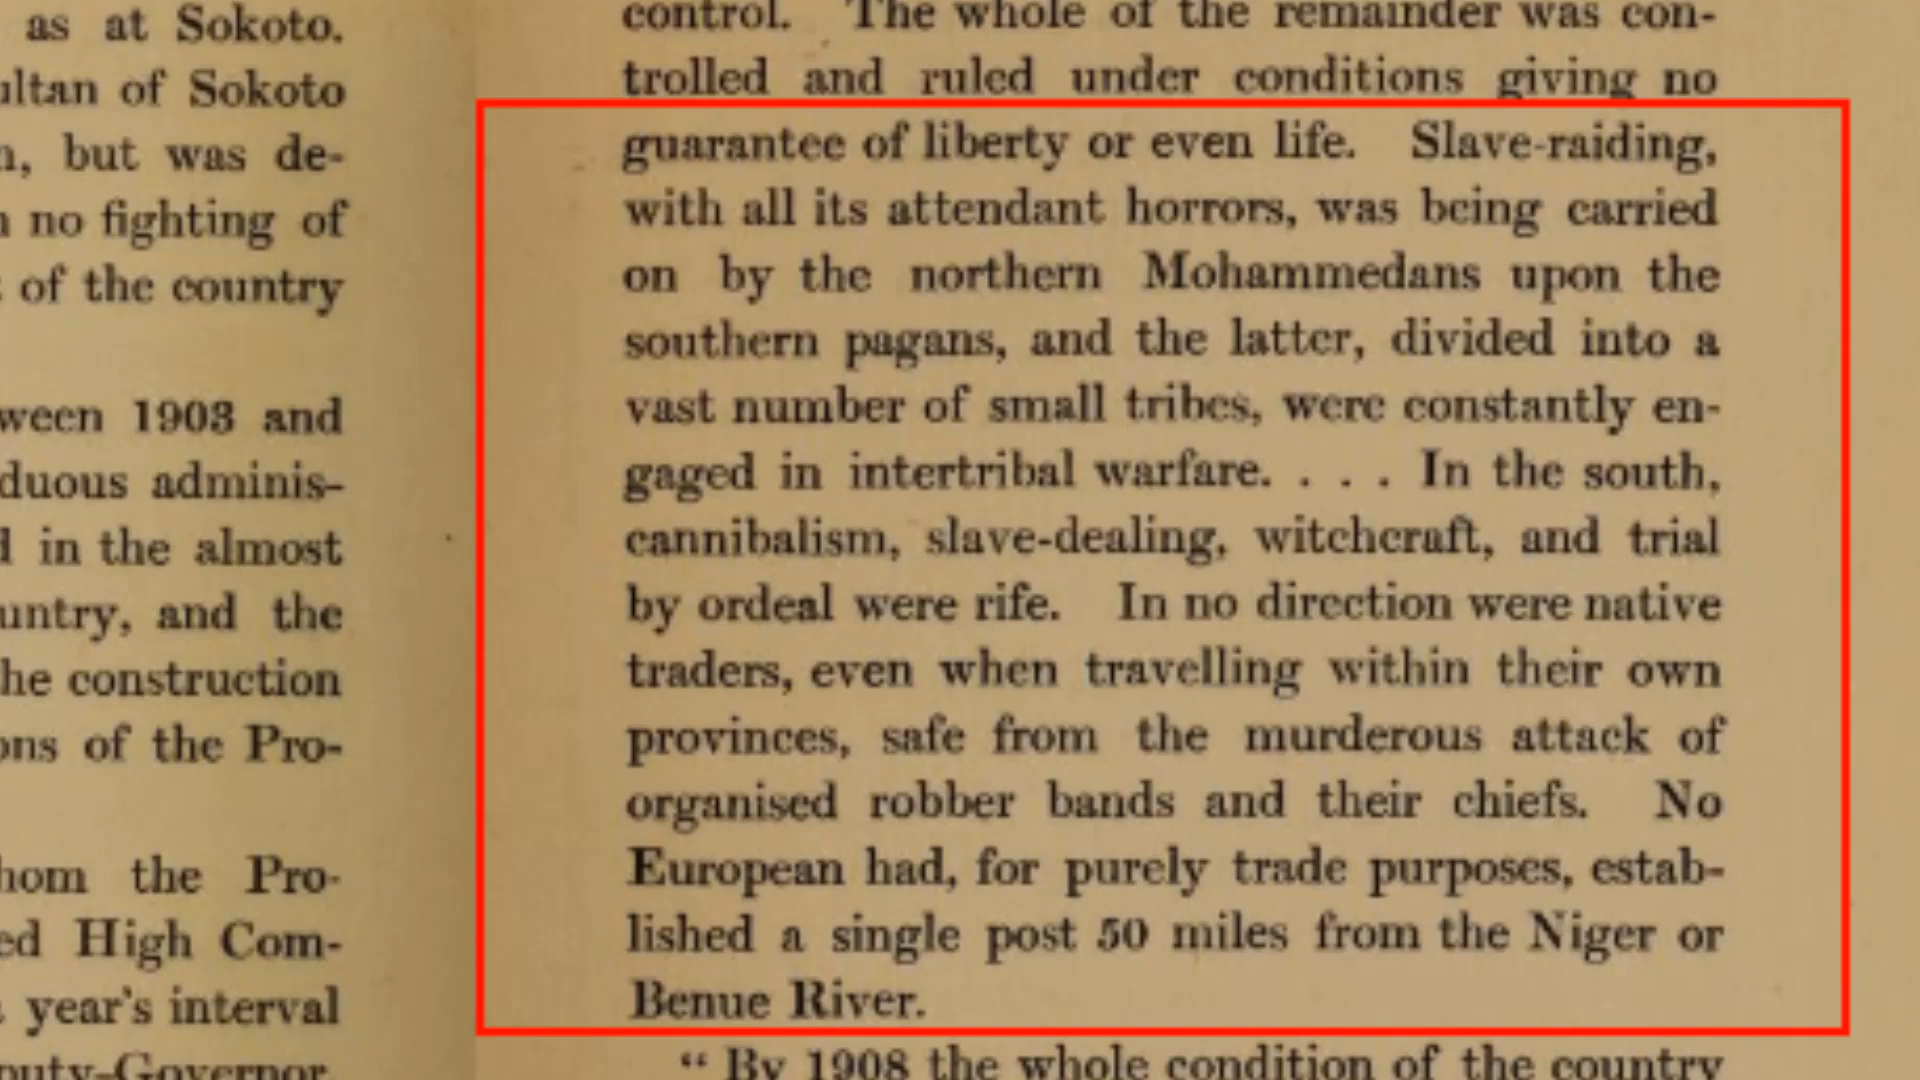 as at Sokoto.
ultan of Sokoto
, but was de-
no fighting of
of the country
ween 1903 and
duous adminis-
in the almost
untry, and the
he construction
ons of the Pro-
hom the Pro-
ed High Com-
year's interval
puty-Governor
control. The whole of the remainder was con-
trolled and ruled under conditions giving no
guarantee of liberty or even life. Slave-raiding,
with all its attendant horrors, was being carried
on by the northern Mohammedans upon the
southern pagans, and the latter, divided into a
vast number of small tribes, were constantly en-
gaged in intertribal warfare. . . . In the south,
cannibalism, slave-dealing, witchcraft, and trial
by ordeal were rife. In no direction were native
traders, even when travelling within their own
provinces, safe from the murderous attack of
organised robber bands and their chiefs. No
European had, for purely trade purposes, estab-
lished a single post 50 miles from the Niger or
Benue River.
“ By 1908 the whole condition of the country